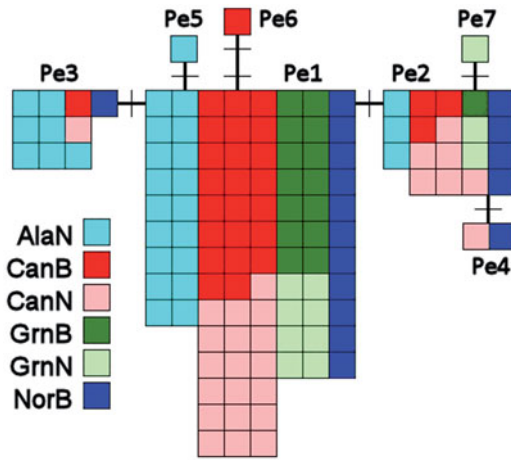 Pe5
Pe6
Pe7
Pe3
Pe1
Pe2
Pe4
AlaN
CanB
CanN
GrnB
GrnN
NorB